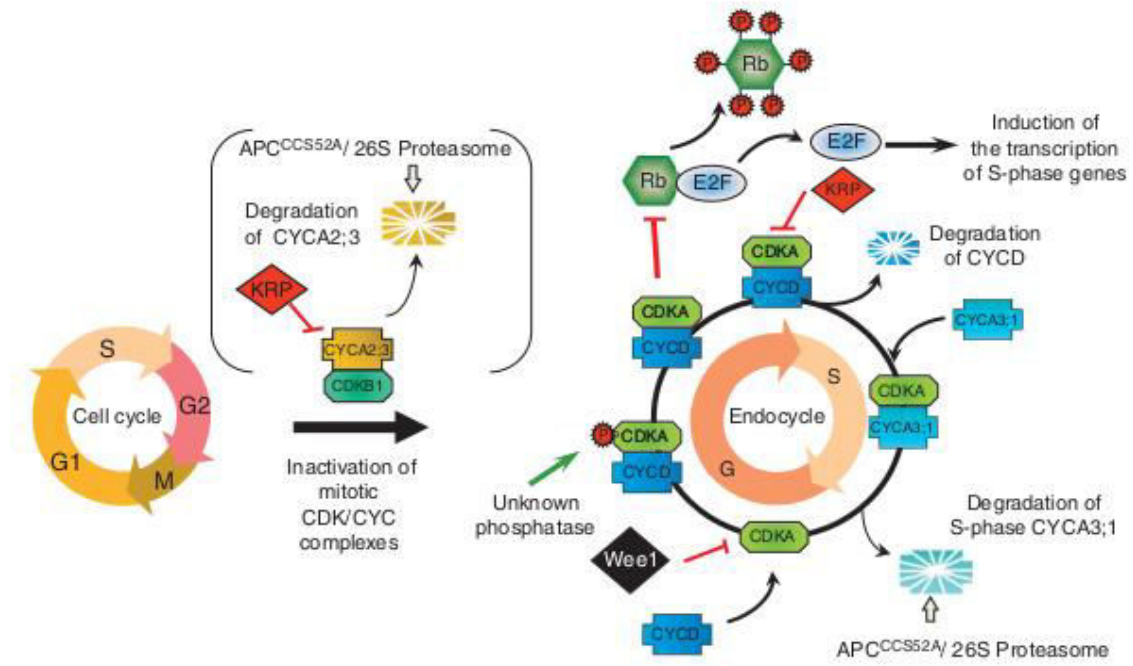 APCCCS52A/ 26S Proteasome
Degradation
of CYCA2;3
KRP
CYCA2;3
CDKB1
S
G2
M
G1
Cell cycle
Inactivation of
mitotic
CDK/CYC
complexes
P
P
P
P
P
P
Rb
Rb
E2F
E2F
Induction of
the transcription
of S-phase genes
KRP
CDKA
CYCD
Degradation
of CYCD
CYCA3;1
CDKA
CYCD
CDKA
CYCA3;1
S
Endocycle
G
P
P
CDKA
CYCD
Unknown
phosphatase
Wee1
CDKA
CYCD
Degradation of
S-phase CYCA3;1
APCCCS52A/ 26S Proteasome